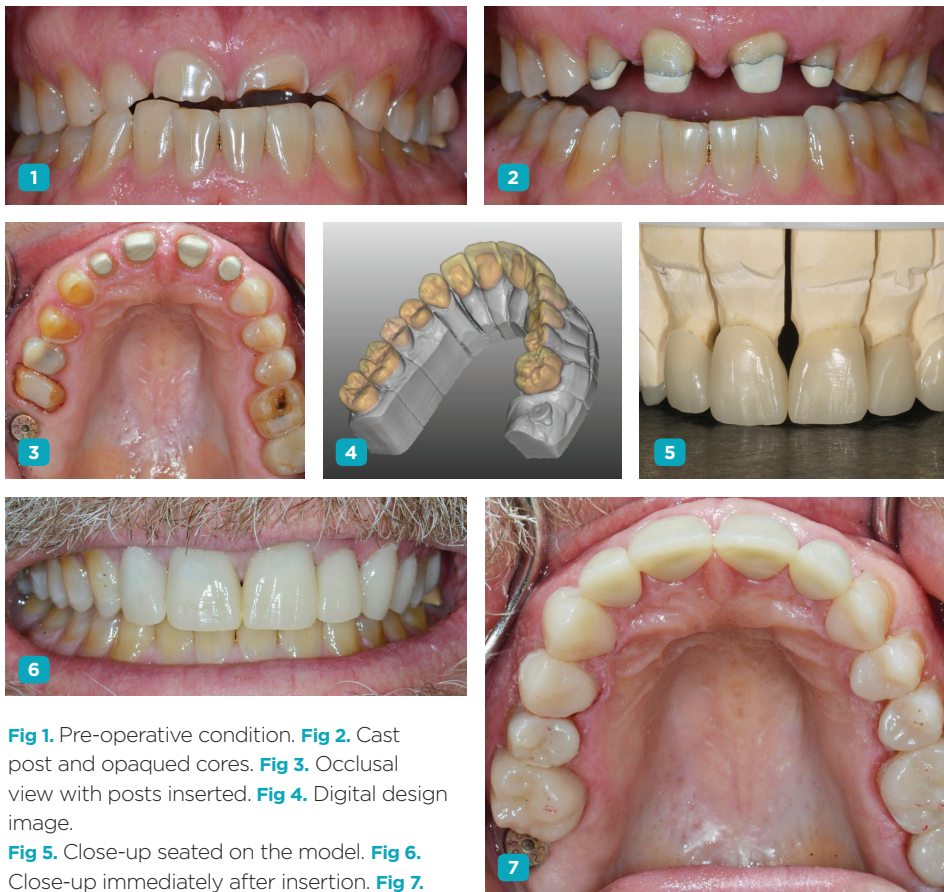 1
2
3
4
5
6
7
Fig 1. Pre-operative condition. Fig 2. Cast
post and opaqued cores. Fig 3. Occlusal
view with posts inserted. Fig 4. Digital design
image.
Fig 5. Close-up seated on the model. Fig 6.
Close-up immediately after insertion. Fig 7.